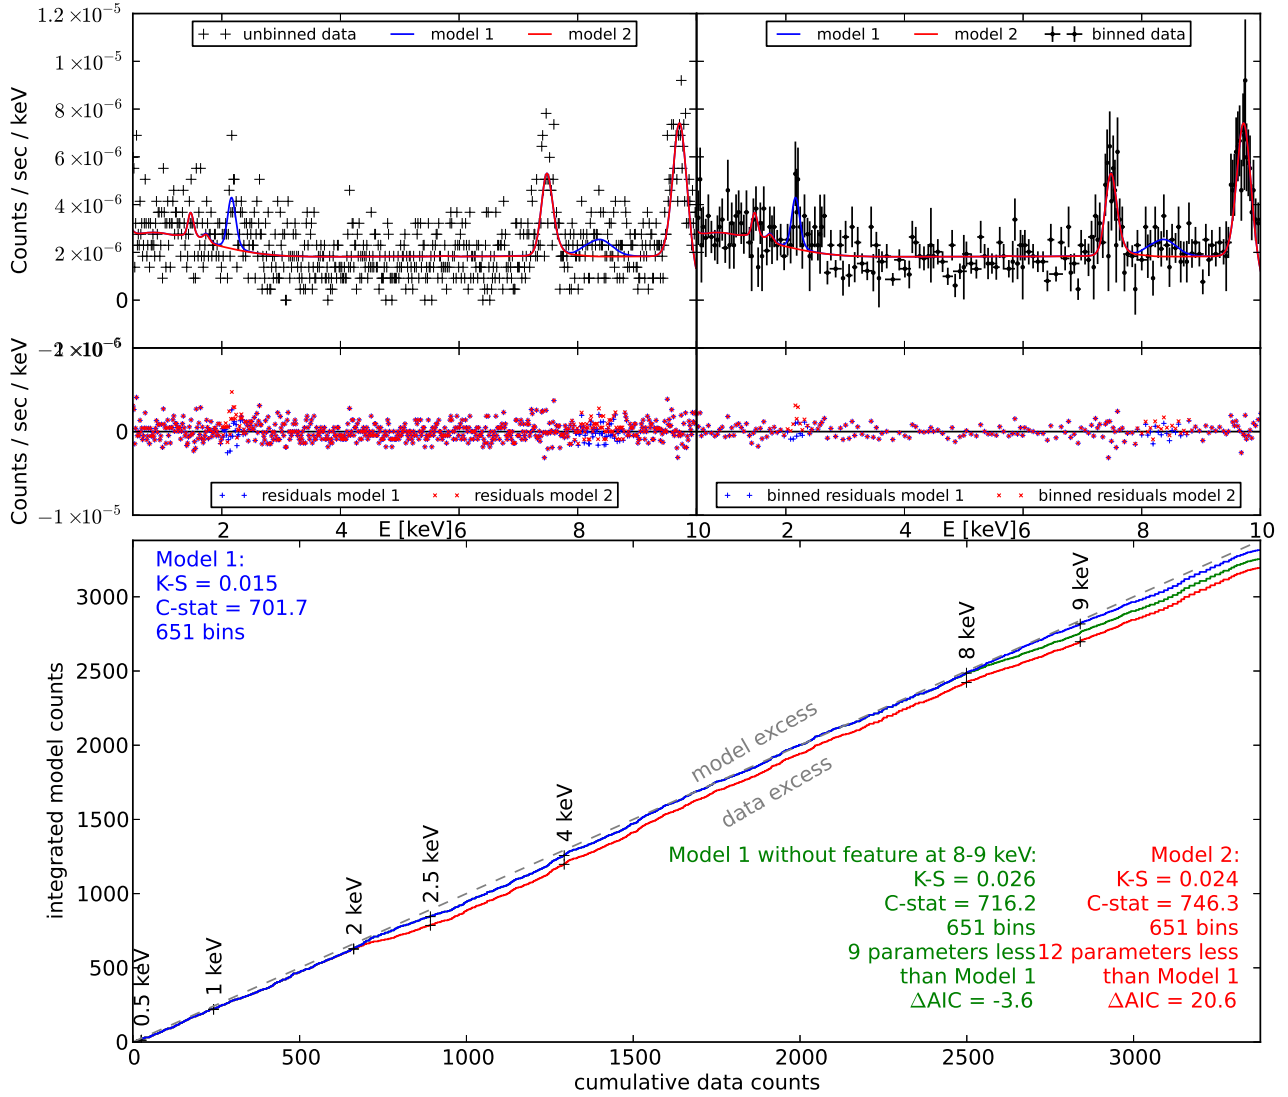 1.2 ×10⁻⁵
1 ×10⁻⁵
8 ×10⁻⁶
6 ×10⁻⁶
4 ×10⁻⁶
2 ×10⁻⁶
0
Counts / sec / keV
unbinned data
model 1
model 2
model 1
model 2
binned data
Counts / sec / keV
0
−1 ×10⁻⁵
residuals model 1
residuals model 2
binned residuals model 1
binned residuals model 2
2
4
E [keV]
6
8
10
2
4
E [keV]
6
8
10
Model 1:
K-S = 0.015
C-stat = 701.7
651 bins
integrated model counts
3000
2500
2000
1500
1000
500
0
0.5 keV
1 keV
2 keV
2.5 keV
4 keV
8 keV
9 keV
model excess
data excess
Model 1 without feature at 8-9 keV:
K-S = 0.026
C-stat = 716.2
651 bins
9 parameters less
than Model 1
ΔAIC = -3.6
Model 2:
K-S = 0.024
C-stat = 746.3
651 bins
12 parameters less
than Model 1
ΔAIC = 20.6
0
500
1000
1500
2000
2500
3000
cumulative data counts